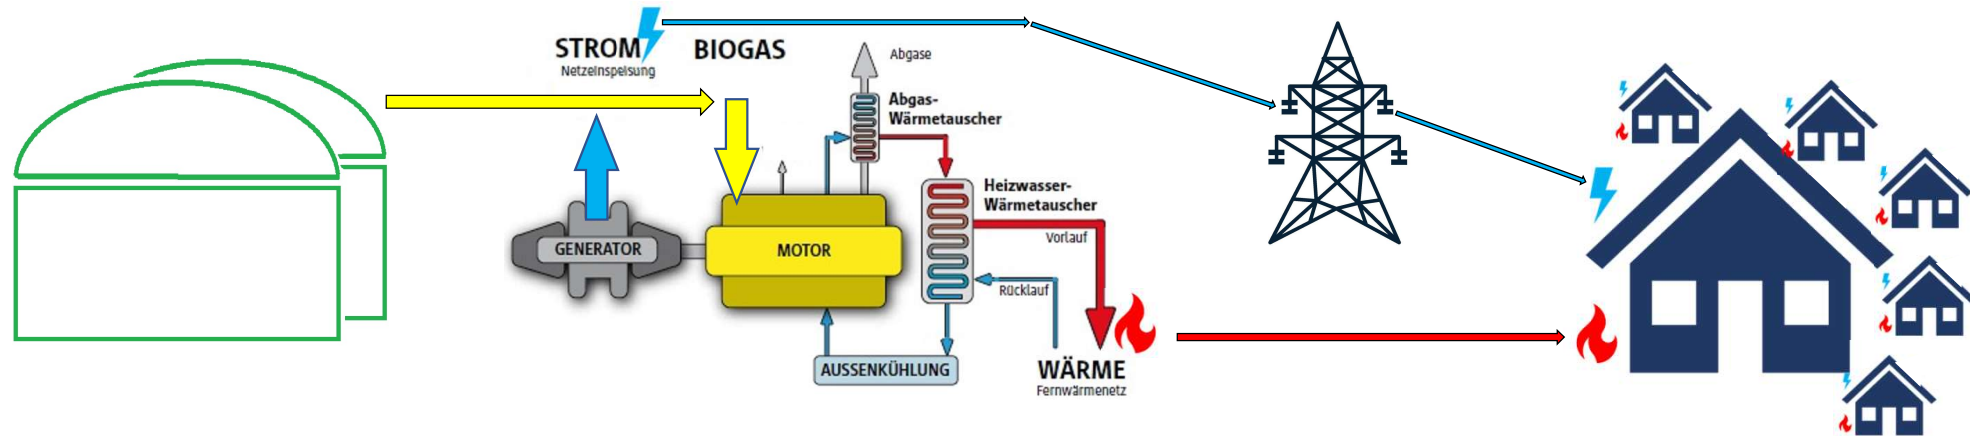 STROM
Netzeinspeisung
BIOGAS
Abgase
Abgas-
Wärmetauscher
Heizwasser-
Wärmetauscher
GENERATOR
MOTOR
Vorlauf
Rücklauf
AUSSENKÜHLUNG
WÄRME
Fernwärmenetz